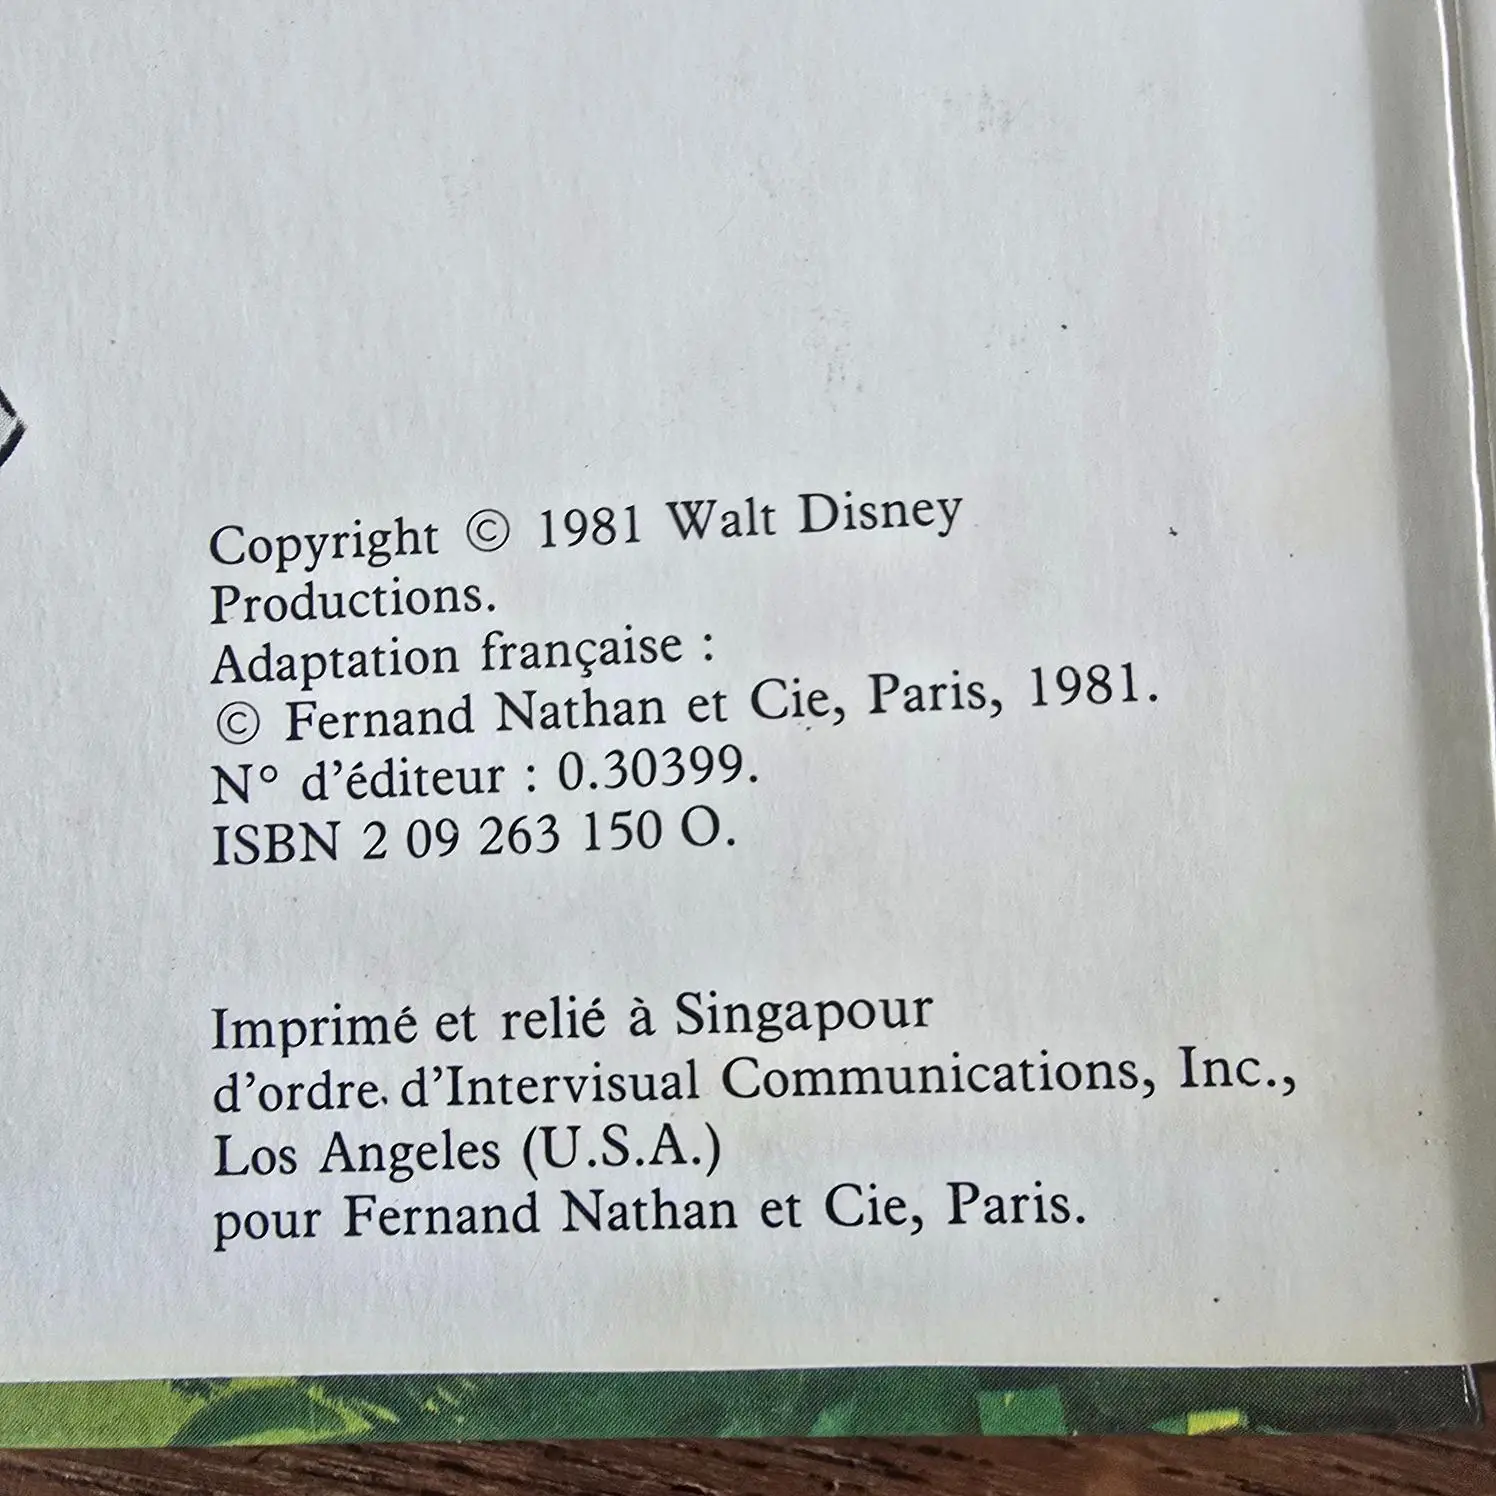 Copyright © 1981 Walt Disney
Productions.
Adaptation française :
© Fernand Nathan et Cie, Paris, 1981.
N° d'éditeur : 0.30399.
ISBN 2 09 263 150 O.
Imprimé et relié à Singapour
d'ordre. d'Intervisual Communications, Inc.,
Los Angeles (U.S.A.)
pour Fernand Nathan et Cie, Paris.